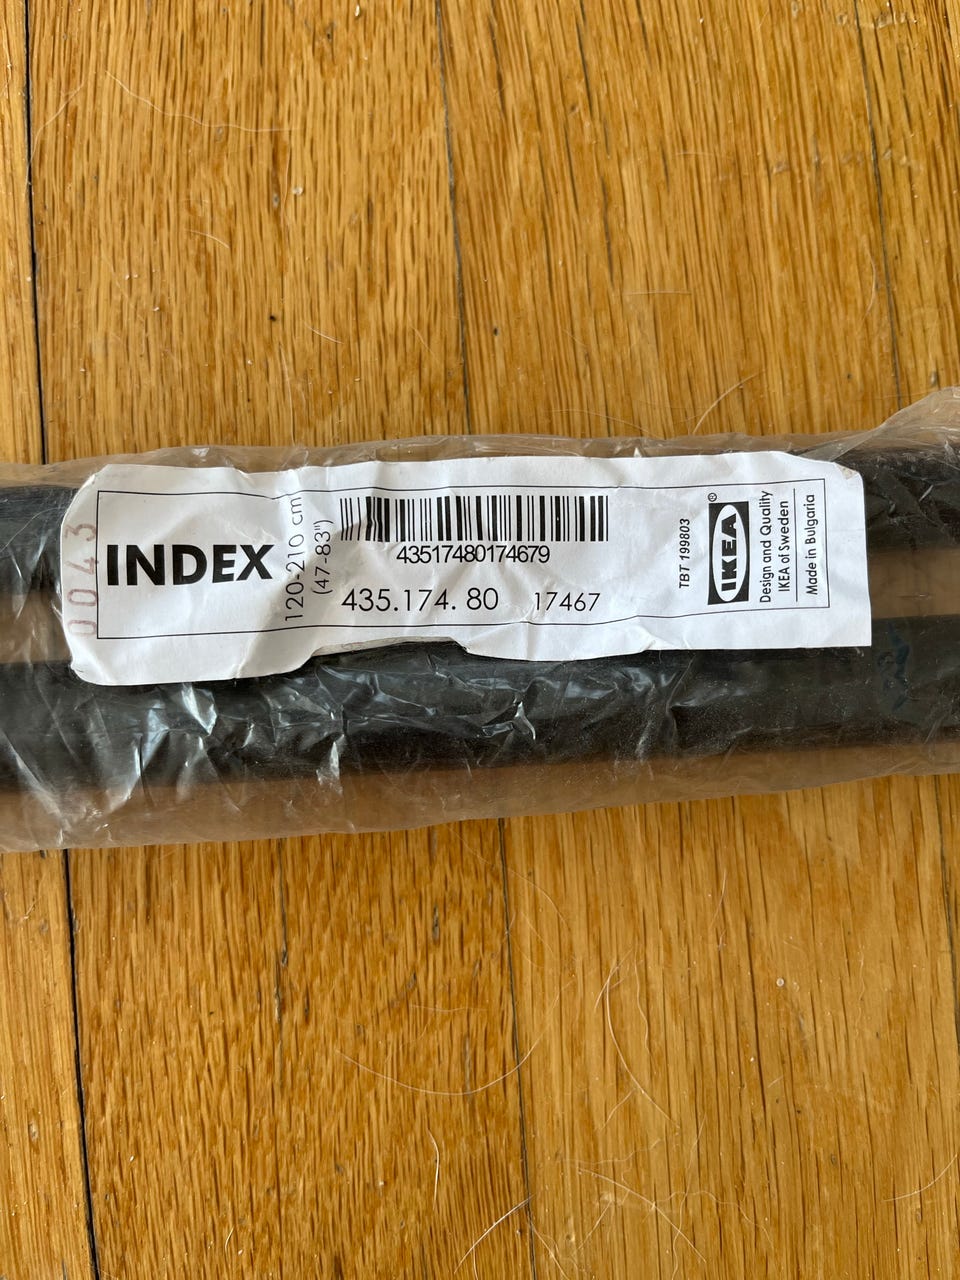 0043
INDEX
120-210 cm
(47-83")
43517480174679
435.174.80 17467
TBT 199803
IKEA®
Design and Quality
IKEA of Sweden
Made in Bulgaria